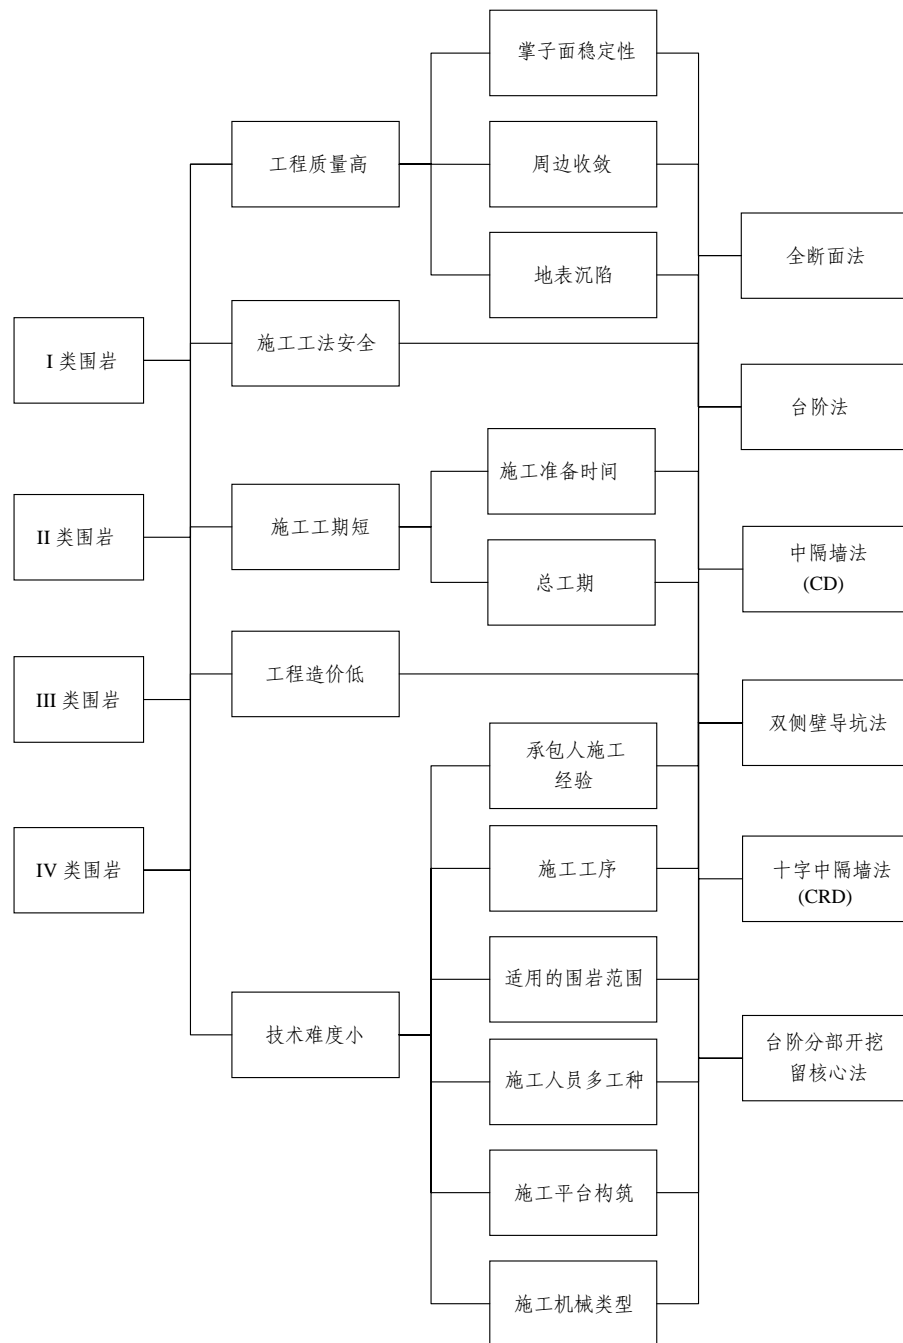 I 类围岩
II 类围岩
III 类围岩
IV 类围岩
工程质量高
施工工法安全
施工工期短
工程造价低
技术难度小
掌子面稳定性
周边收敛
地表沉陷
施工准备时间
总工期
承包人施工
经验
施工工序
适用的围岩范围
施工人员多工种
施工平台构筑
施工机械类型
全断面法
台阶法
中隔墙法
(CD)
双侧壁导坑法
十字中隔墙法
(CRD)
台阶分部开挖
留核心法